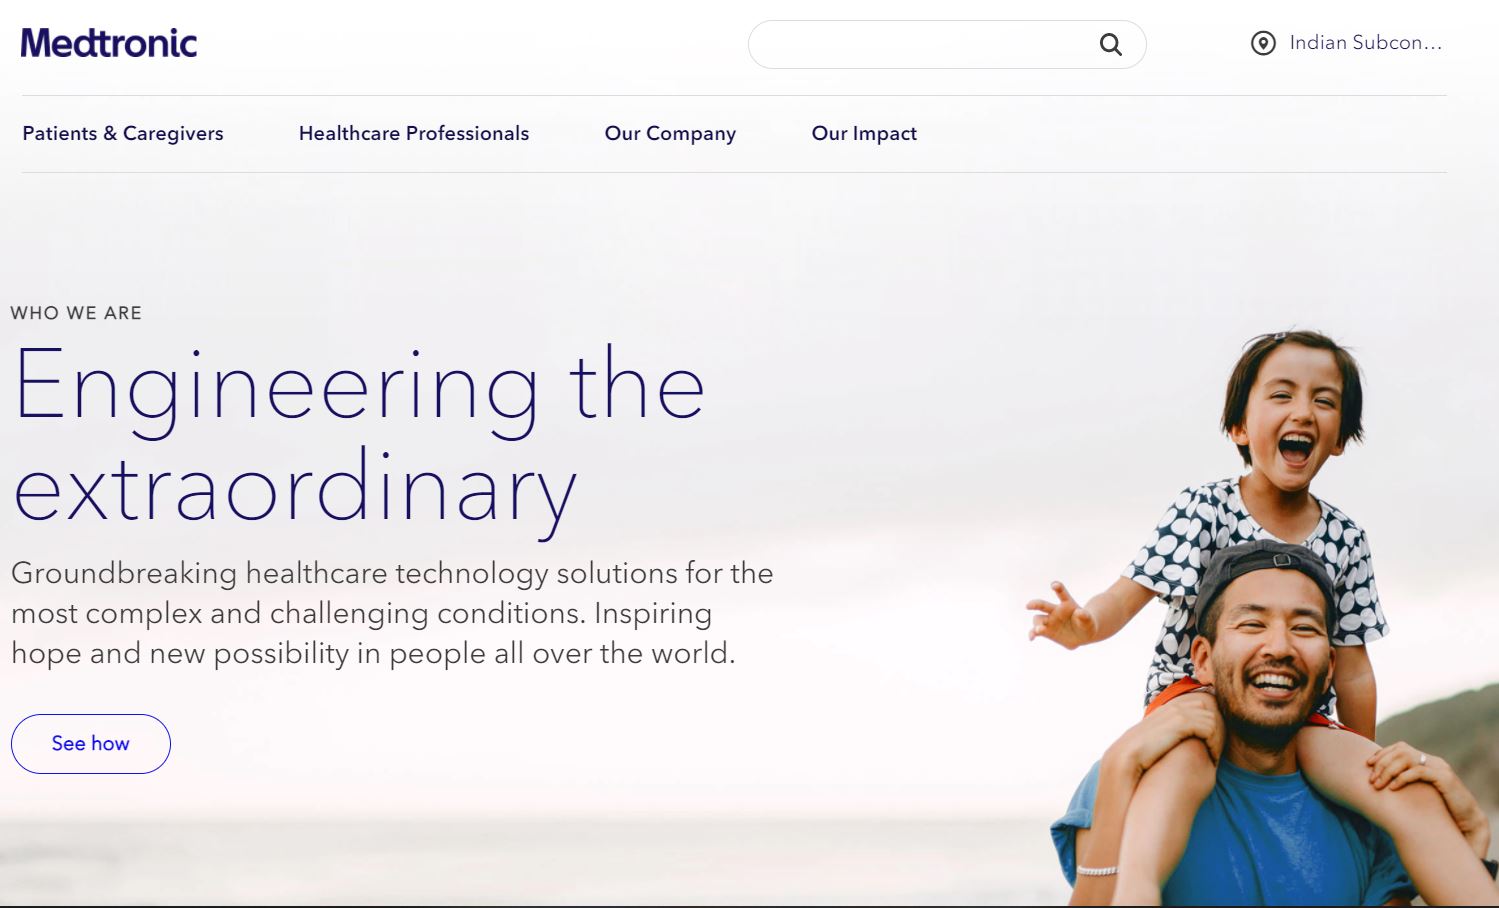 Medtronic
Indian Subcon...
Patients & Caregivers
Healthcare Professionals
Our Company
Our Impact
WHO WE ARE
Engineering the
extraordinary
Groundbreaking healthcare technology solutions for the
most complex and challenging conditions. Inspiring
hope and new possibility in people all over the world.
See how